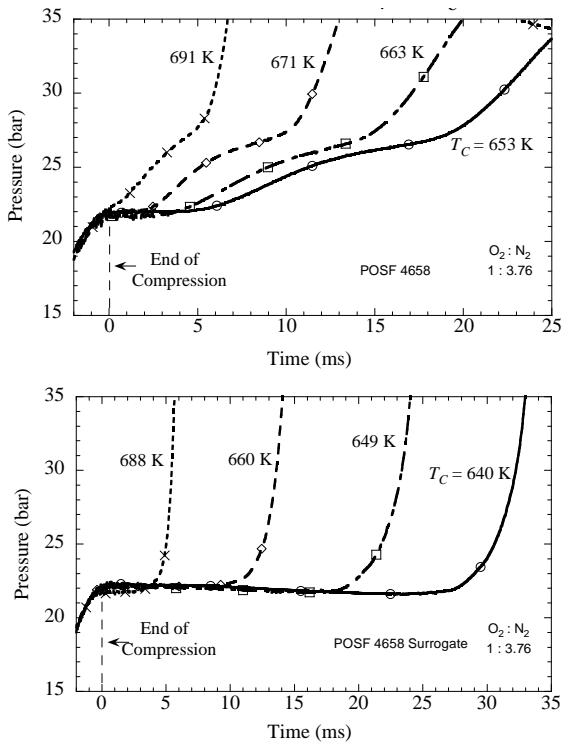 35
30
25
20
15
Pressure (bar)
691 K
671 K
663 K
T_C = 653 K
End of
Compression
POSF 4658
O₂ : N₂
1 : 3.76
0 5 10 15 20 25
Time (ms)
35
30
25
20
15
Pressure (bar)
688 K
660 K
649 K
T_C = 640 K
End of
Compression
POSF 4658 Surrogate
O₂ : N₂
1 : 3.76
0 5 10 15 20 25 30 35
Time (ms)